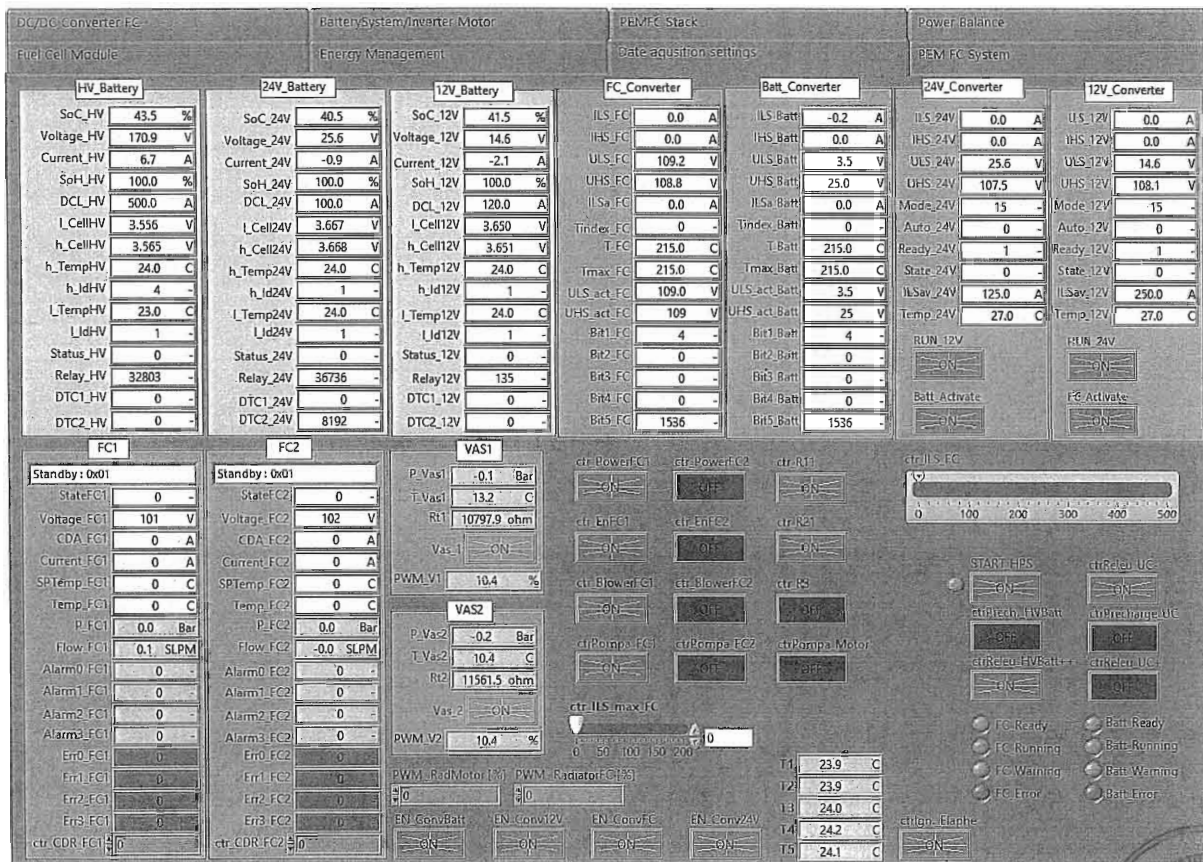 DC/DC Converter FC
BatterySystem/Inverter Motor
PEMFC Stack
Power Balance
Fuel Cell Module
Energy Management
Date aqusition settings
PEM FC System
HV_Battery
SoC_HV 43.5 %
Voltage_HV 170.9 V
Current_HV 6.7 A
SoH_HV 100.0 %
DCL_HV 500.0 A
l_CellHV 3.556 V
h_CellHV 3.565 V
h_TempHV 24.0 C
h_IdHV 4 -
l_TempHV 23.0 C
l_IdHV 1 -
Status_HV 0 -
Relay_HV 32803 -
DTC1_HV 0 -
DTC2_HV 0 -
24V_Battery
SoC_24V 40.5 %
Voltage_24V 25.6 V
Current_24V -0.9 A
SoH_24V 100.0 %
DCL_24V 100.0 A
l_Cell24V 3.667 V
h_Cell24V 3.668 V
h_Temp24V 24.0 C
h_Id24V 1 -
l_Temp24V 24.0 C
l_Id24V 1 -
Status_24V 0 -
Relay_24V 36736 -
DTC1_24V 0 -
DTC2_24V 8192 -
12V_Battery
SoC_12V 41.5 %
Voltage_12V 14.6 V
Current_12V -2.1 A
SoH_12V 100.0 %
DCL_12V 120.0 A
l_Cell12V 3.650 V
h_Cell12V 3.651 V
h_Temp12V 24.0 C
h_Id12V 1 -
l_Temp12V 24.0 C
l_Id12V 1 -
Status_12V 0 -
Relay12V 135 -
DTC1_12V 0 -
DTC2_12V 0 -
FC_Converter
ILS_FC 0.0 A
IHS_FC 0.0 A
ULS_FC 109.2 V
UHS_FC 108.8 V
ILSa_FC 0.0 A
Tindex_FC 0 -
T_FC 215.0 C
Tmax_FC 215.0 C
ULS_act_FC 109.0 V
UHS_act_FC 109 V
Bit1_FC 4 -
Bit2_FC 0 -
Bit3_FC 0 -
Bit4_FC 0 -
Bit5_FC 1536 -
Batt_Converter
ILS_Batt -0.2 A
IHS_Batt 0.0 A
ULS_Batt 3.5 V
UHS_Batt 25.0 V
ILSa_Batt 0.0 A
Tindex_Batt 0 -
T_Batt 215.0 C
Tmax_Batt 215.0 C
ULS_act_Batt 3.5 V
UHS_act_Batt 25 V
Bit1_Batt 4 -
Bit2_Batt 0 -
Bit3_Batt 0 -
Bit4_Batt 0 -
Bit5_Batt 1536 -
24V_Converter
ILS_24V 0.0 A
IHS_24V 0.0 A
ULS_24V 25.6 V
UHS_24V 107.5 V
Mode_24V 15 -
Auto_24V 0 -
Ready_24V 1 -
State_24V 0 -
ILSav_24V 125.0 A
Temp_24V 27.0 C
RUN_12V
ON
Batt_Activate
ON
12V_Converter
ILS_12V 0.0 A
IHS_12V 0.0 A
ULS_12V 14.6 V
UHS_12V 108.1 V
Mode_12V 15 -
Auto_12V 0 -
Ready_12V 1 -
State_12V 0 -
ILSav_12V 250.0 A
Temp_12V 27.0 C
RUN_24V
ON
FC_Activate
ON
FC1
Standby : 0x01
StateFC1 0 -
Voltage_FC1 101 V
CDA_FC1 0 A
Current_FC1 0 A
SPTemp_FC1 0 C
Temp_FC1 0 C
P_FC1 0.0 Bar
Flow_FC1 0.1 SLPM
Alarm0_FC1 0 -
Alarm1_FC1 0 -
Alarm2_FC1 0 -
Alarm3_FC1 0 -
Err0_FC1 0
Err1_FC1 0
Err2_FC1 0
Err3_FC1 0
ctr_CDR_FC1 0
FC2
Standby : 0x01
StateFC2 0 -
Voltage_FC2 102 V
CDA_FC2 0 A
Current_FC2 0 A
SPTemp_FC2 0 C
Temp_FC2 0 C
P_FC2 0.0 Bar
Flow_FC2 -0.0 SLPM
Alarm0_FC2 0 -
Alarm1_FC2 0 -
Alarm2_FC2 0 -
Alarm3_FC2 0 -
Err0_FC2 0
Err1_FC2 0
Err2_FC2 0
Err3_FC2 0
ctr_CDR_FC2 0
VAS1
P_Vas1 -0.1 Bar
T_Vas1 13.2 C
Rt1 10797.9 ohm
Vas_1 ON
PWM_V1 10.4 %
VAS2
P_Vas2 -0.2 Bar
T_Vas2 10.4 C
Rt2 11561.5 ohm
Vas_2 ON
PWM_V2 10.4 %
PWM_RadMotor [%] PWM_RadiatorFC [%]
0 0
EN_ConvBatt EN_Conv12V EN_ConvFC EN_Conv24V
ON ON ON ON
ctr_PowerFC1 ctr_PowerFC2 ctr_R11
ON OFF ON
ctr_EnFC1 ctr_EnFC2 ctr_R21
ON OFF ON
ctr_BlowerFC1 ctr_BlowerFC2 ctr_R3
ON OFF OFF
ctrPompa_FC1 ctrPompa_FC2 ctrPompa_Motor
ON OFF OFF
ctr_ILS_max_FC
0
0 50 100 150 200
T1 23.9 C
T2 23.9 C
T3 24.0 C
T4 24.2 C
T5 24.1 C
ctr_ILS_FC
0 100 200 300 400 500
START_HPS ctrReleu_UC-
ON ON
ctrPrech_HVBatt ctrPrecharge_UC
OFF OFF
ctrReleu_HVBatt++ ctrReleu_UC+
ON OFF
FC_Ready Batt_Ready
FC_Running Batt_Running
FC_Warning Batt_Warning
FC_Error Batt_Error
ctrIgn_Elaphe
ON